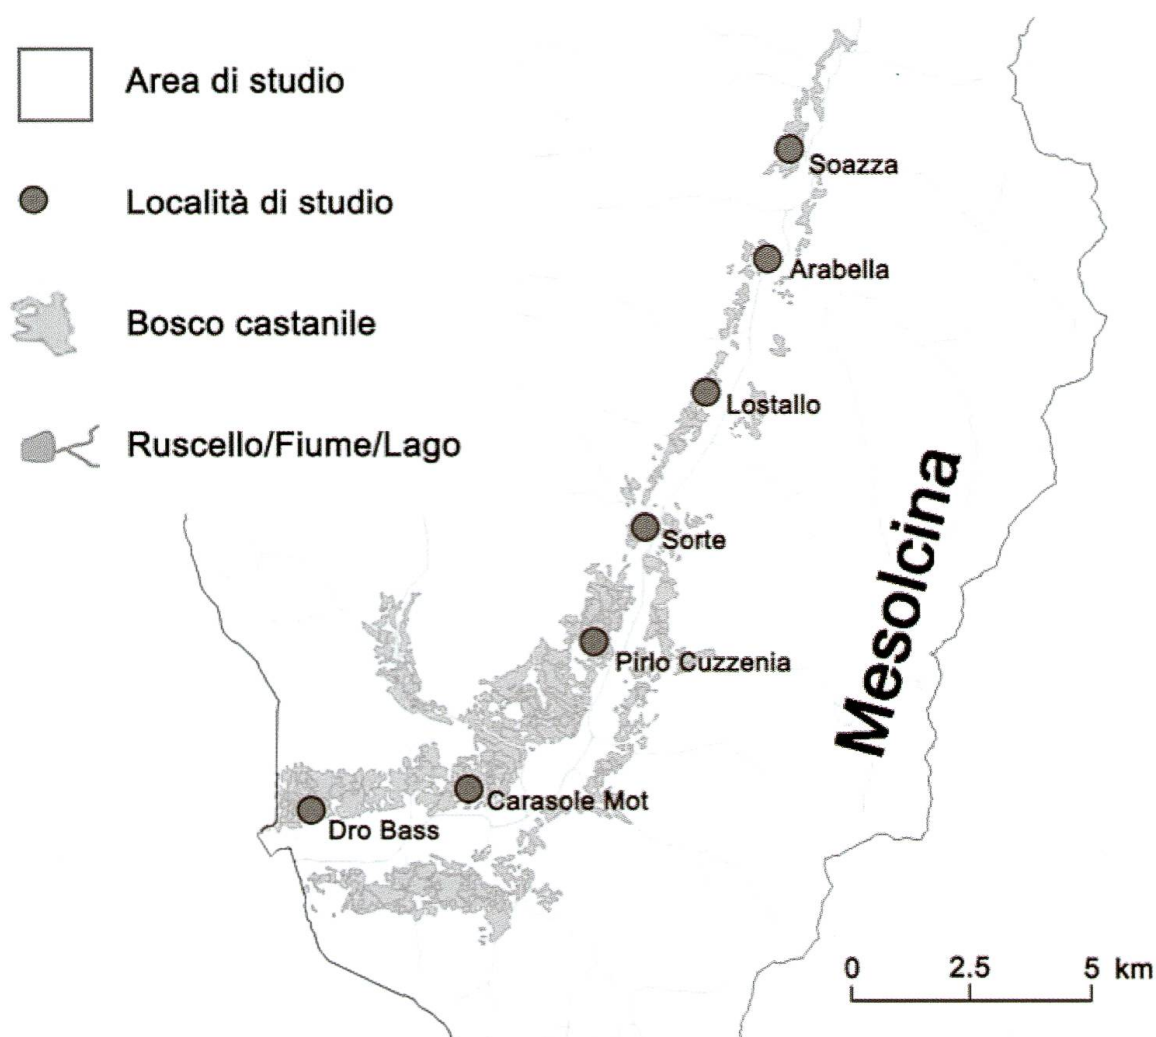 Area di studio
Località di studio
Bosco castanile
Ruscello/Fiume/Lago
Soazza
Arabella
Lostallo
Sorte
Pirlo Cuzzenia
Carasole Mot
Dro Bass
Mesolcina
0 2.5 5 km